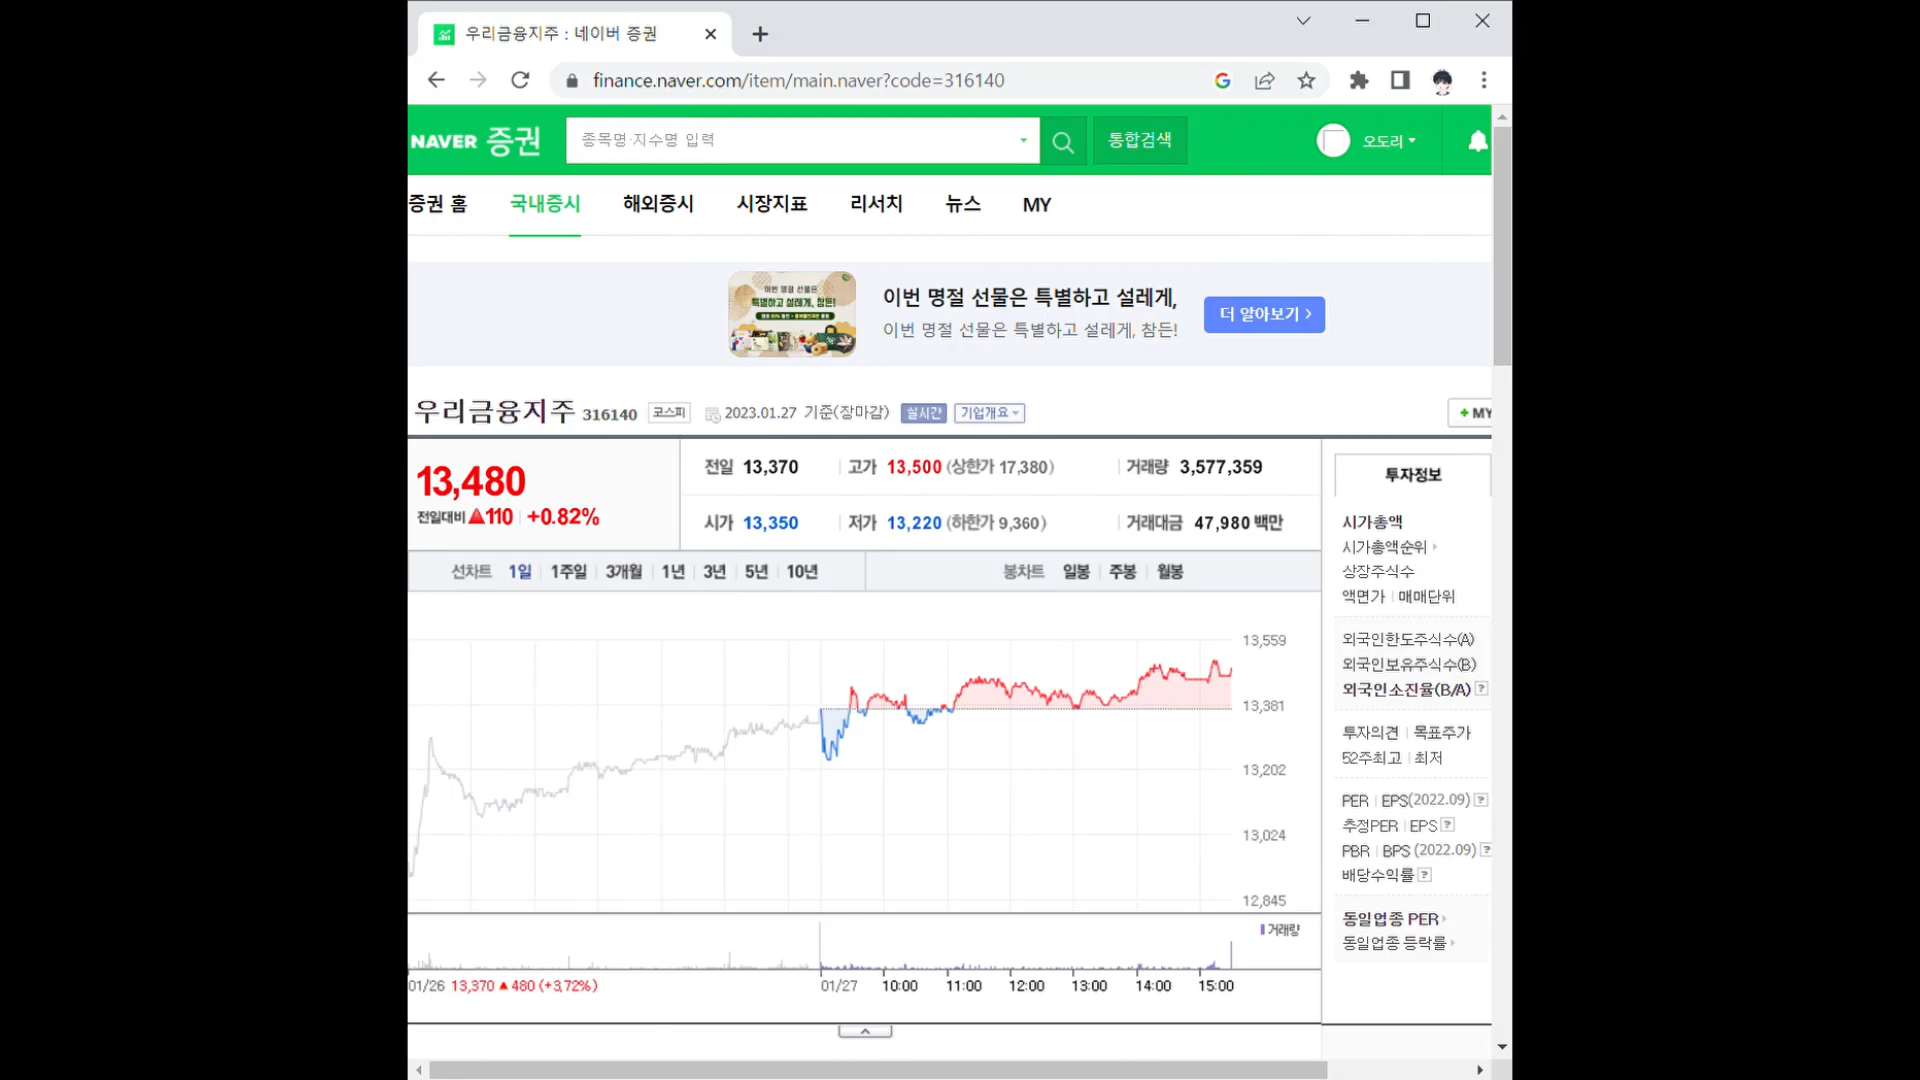 우리금융지주 : 네이버 증권
finance.naver.com/item/main.naver?code=316140
NAVER 증권
종목명·지수명 입력
통합검색
오도리
증권 홈 국내증시 해외증시 시장지표 리서치 뉴스 MY
이번 명절 선물은
특별하고 설레게, 참든!
이번 명절 선물은 특별하고 설레게,
이번 명절 선물은 특별하고 설레게, 참든!
더 알아보기 >
우리금융지주 316140 코스피 2023.01.27 기준(장마감) 실시간 기업개요
+ MY
13,480
전일대비 ▲110 +0.82%
전일 13,370 고가 13,500 (상한가 17,380) 거래량 3,577,359
시가 13,350 저가 13,220 (하한가 9,360) 거래대금 47,980 백만
선차트 1일 1주일 3개월 1년 3년 5년 10년 봉차트 일봉 주봉 월봉
13,559
13,381
13,202
13,024
12,845
거래량
01/26 13,370 ▲ 480 (+3.72%)
01/27 10:00 11:00 12:00 13:00 14:00 15:00
투자정보
시가총액
시가총액순위
상장주식수
액면가 | 매매단위
외국인한도주식수(A)
외국인보유주식수(B)
외국인소진율(B/A) ?
투자의견 | 목표주가
52주최고 | 최저
PER | EPS(2022.09) ?
추정PER | EPS ?
PBR | BPS (2022.09) ?
배당수익률 ?
동일업종 PER
동일업종 등락률